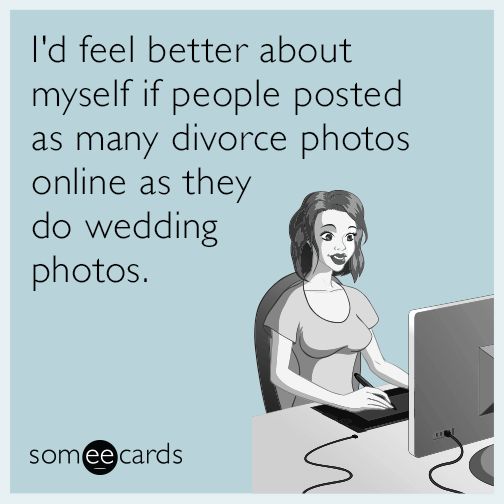 I'd feel better about
myself if people posted
as many divorce photos
online as they
do wedding
photos.
someecards